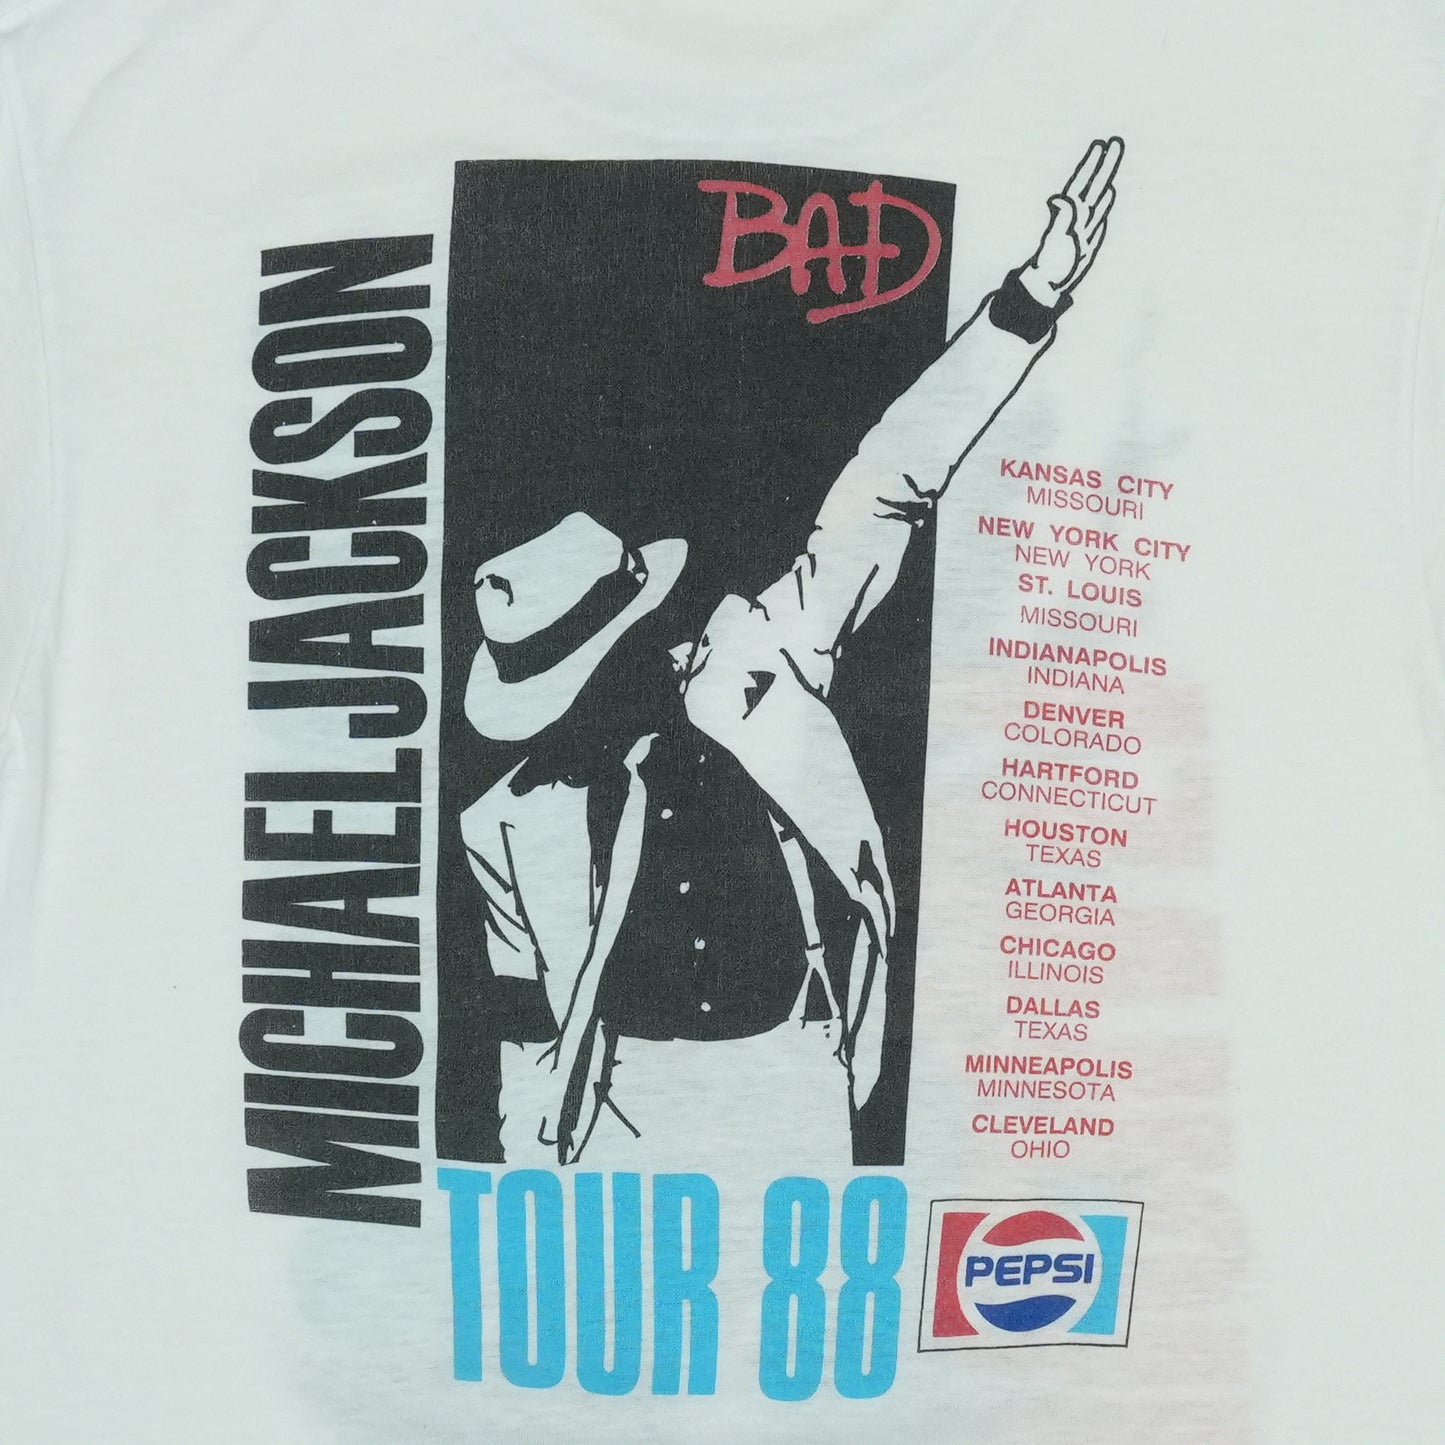 MICHAEL JACKSON
BAD
KANSAS CITY
MISSOURI
NEW YORK CITY
NEW YORK
ST. LOUIS
MISSOURI
INDIANAPOLIS
INDIANA
DENVER
COLORADO
HARTFORD
CONNECTICUT
HOUSTON
TEXAS
ATLANTA
GEORGIA
CHICAGO
ILLINOIS
DALLAS
TEXAS
MINNEAPOLIS
MINNESOTA
CLEVELAND
OHIO
TOUR 88
PEPSI